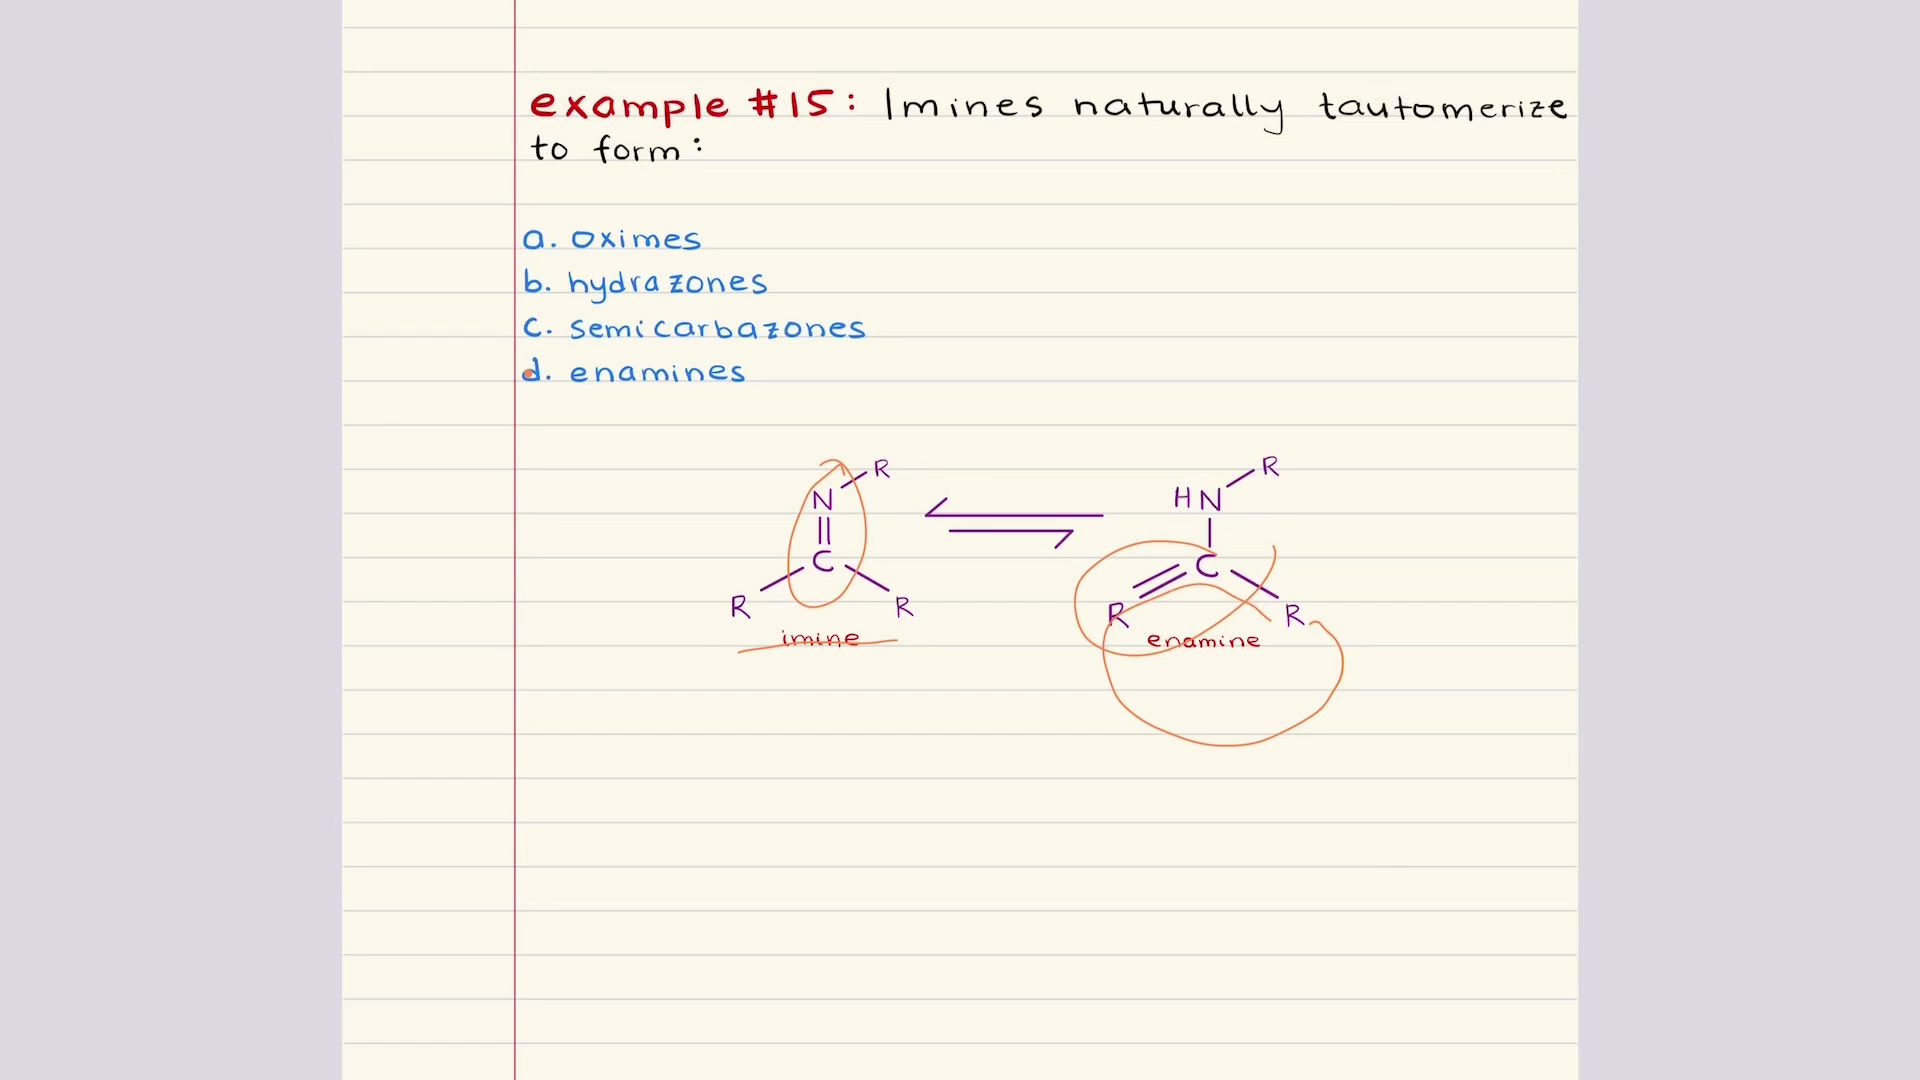 example #15: Imines naturally tautomerize
to form:
a. oximes
b. hydrazones
c. semicarbazones
d. enamines
N R
C
R R
imine
HN R
C
R R
enamine